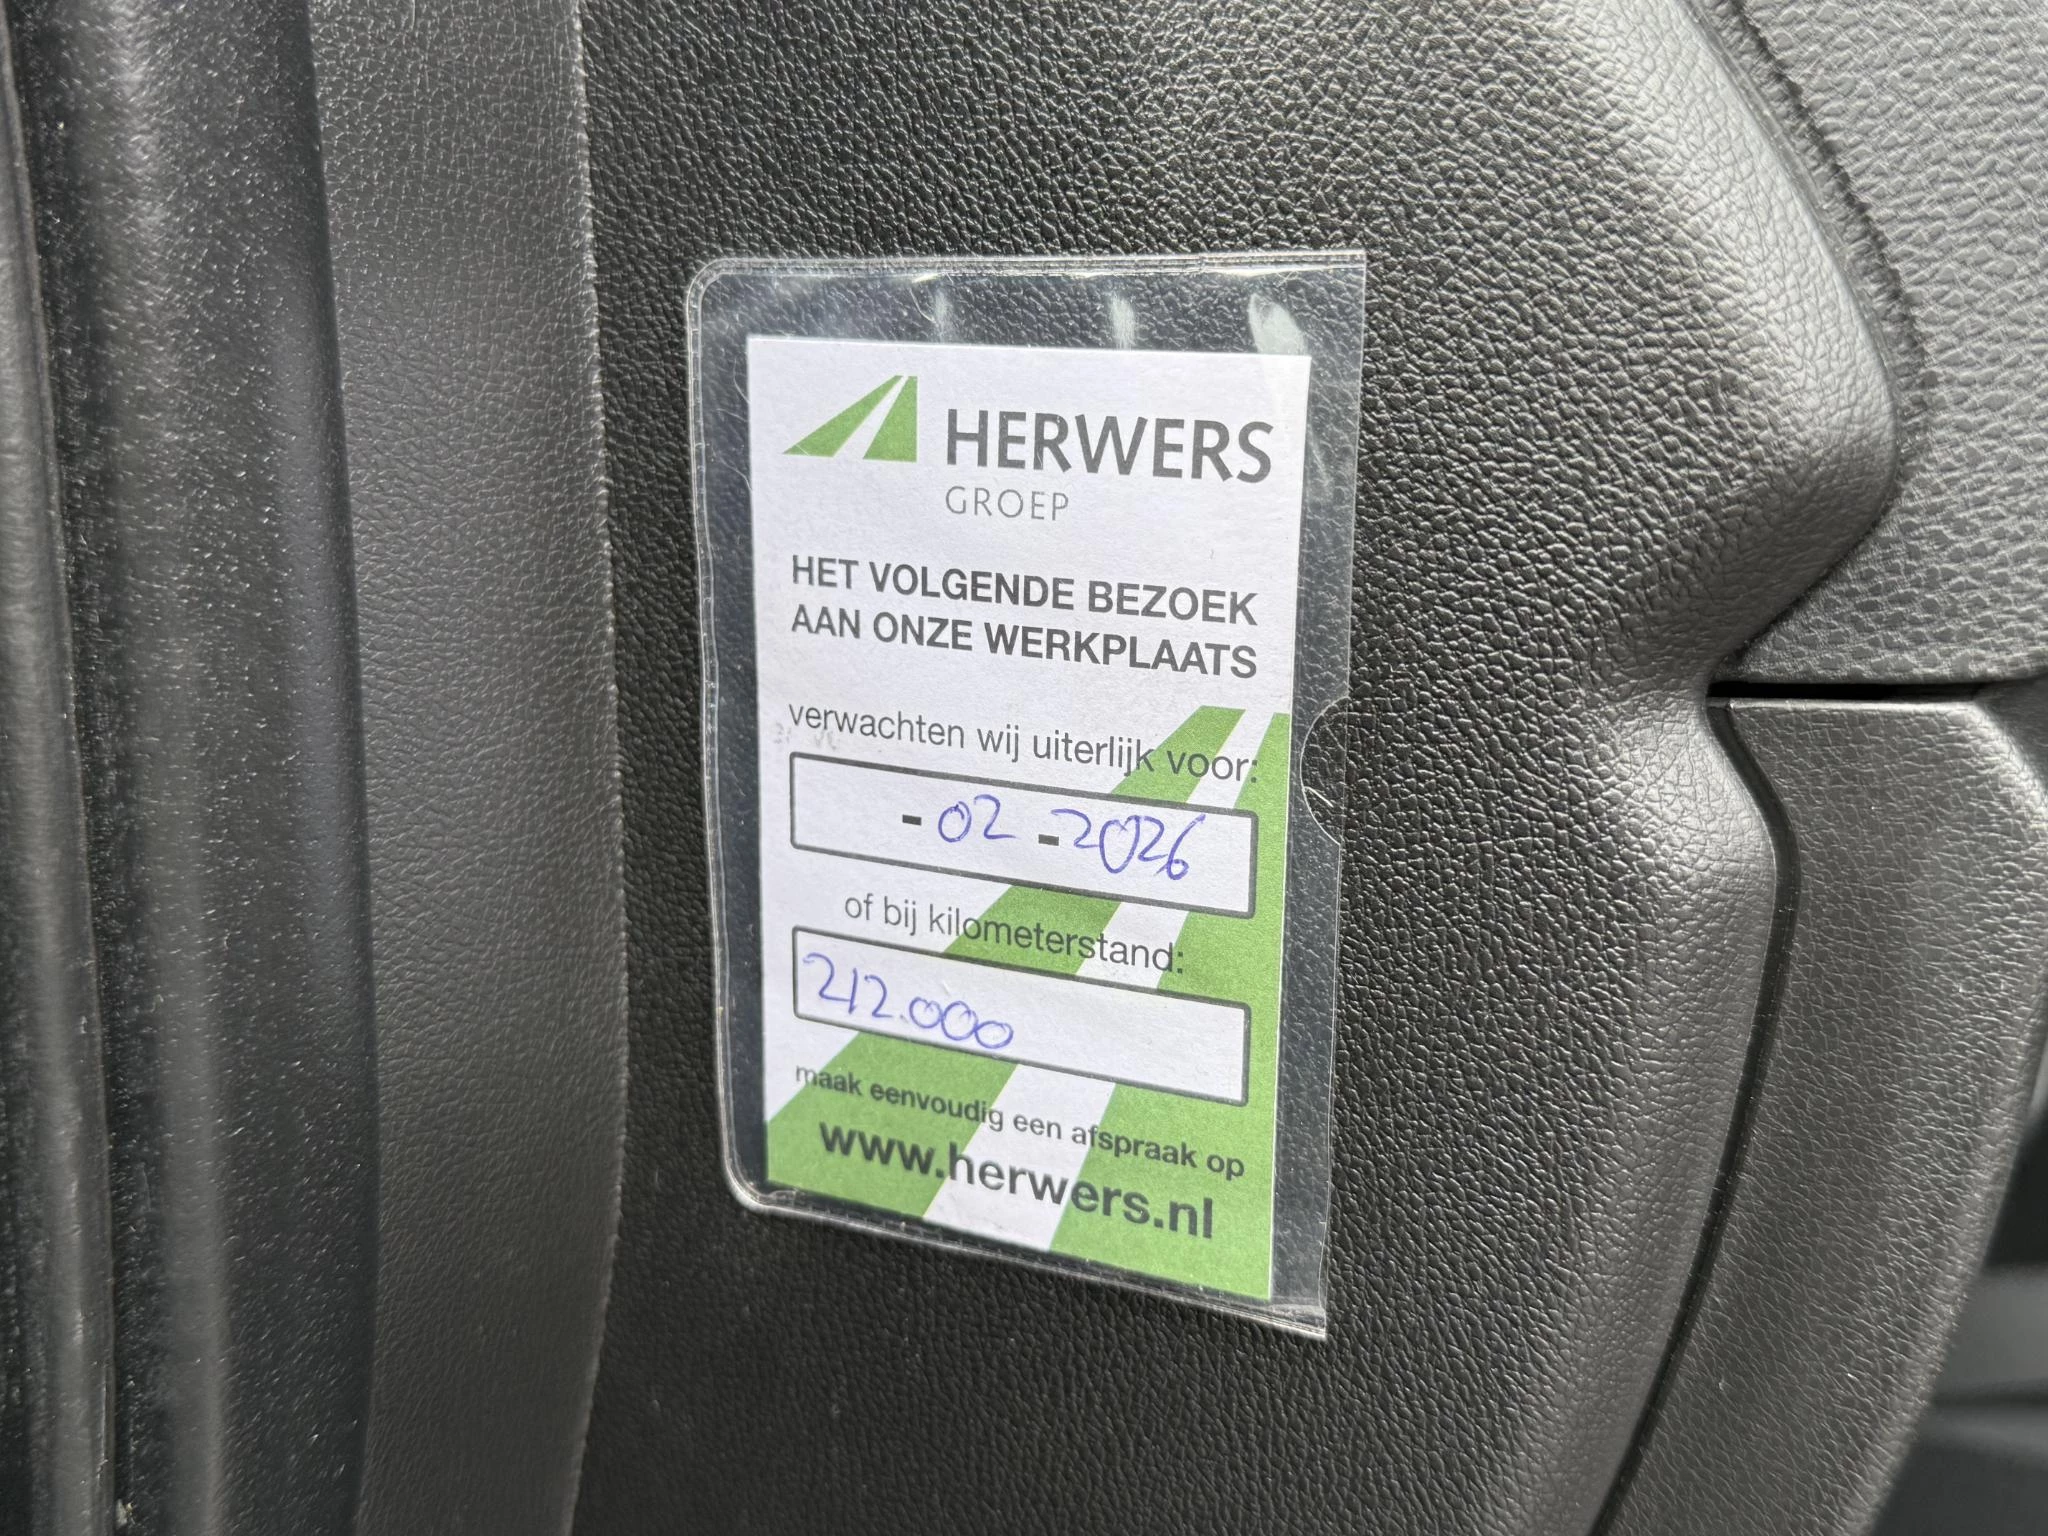 HERWERS
GROEP
HET VOLGENDE BEZOEK
AAN ONZE WERKPLAATS
verwachten wij uiterlijk voor:
- 02 - 2026
of bij kilometerstand:
212.000
maak eenvoudig een afspraak op
www.herwers.nl